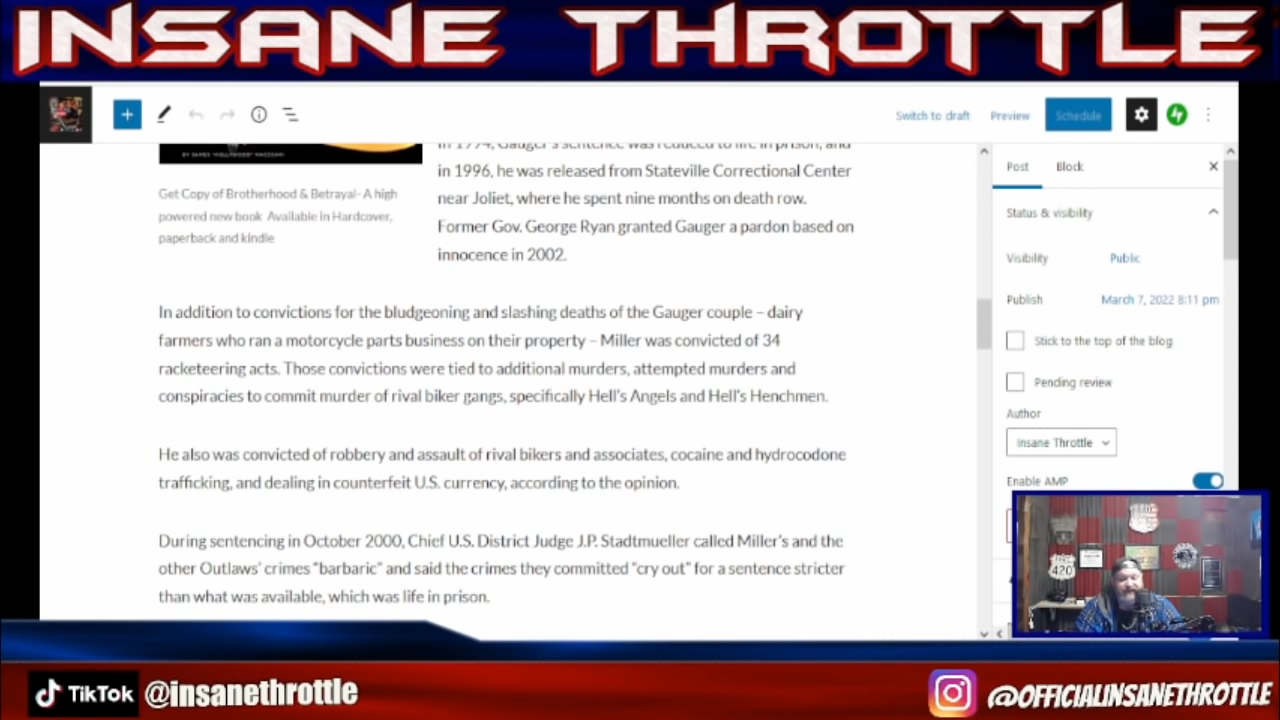 INSANE THROTTLE
Switch to draft
Preview
Schedule
in 1996, he was released from Stateville Correctional Center
near Joliet, where he spent nine months on death row.
Former Gov. George Ryan granted Gauger a pardon based on
innocence in 2002.
Get Copy of Brotherhood & Betrayal- A high
powered new book Available in Hardcover,
paperback and kindle
In addition to convictions for the bludgeoning and slashing deaths of the Gauger couple – dairy
farmers who ran a motorcycle parts business on their property – Miller was convicted of 34
racketeering acts. Those convictions were tied to additional murders, attempted murders and
conspiracies to commit murder of rival biker gangs, specifically Hell's Angels and Hell's Henchmen.
He also was convicted of robbery and assault of rival bikers and associates, cocaine and hydrocodone
trafficking, and dealing in counterfeit U.S. currency, according to the opinion.
During sentencing in October 2000, Chief U.S. District Judge J.P. Stadtmueller called Miller's and the
other Outlaws' crimes "barbaric" and said the crimes they committed "cry out" for a sentence stricter
than what was available, which was life in prison.
Post
Block
Status & visibility
Visibility
Public
Publish
March 7, 2022 8:11 pm
Stick to the top of the blog
Pending review
Author
Insane Throttle
Enable AMP
420
TikTok @insanethrottle
@OFFICIALINSANETHROTTLE